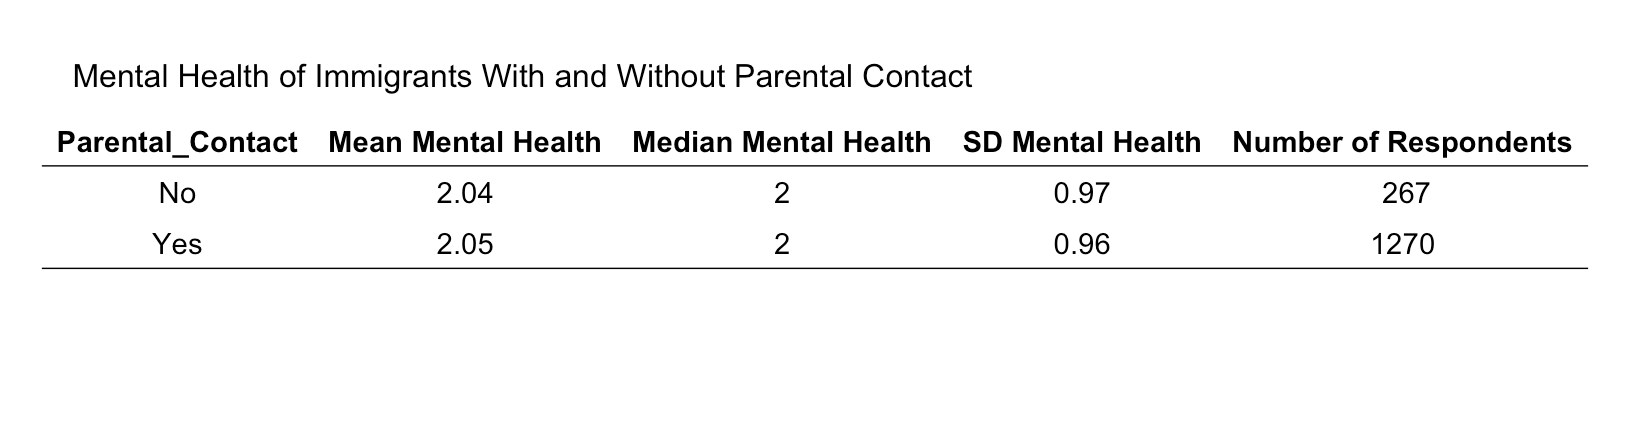 Mental Health of Immigrants With and Without Parental Contact
Parental_Contact Mean Mental Health Median Mental Health SD Mental Health Number of Respondents
No 2.04 2 0.97 267
Yes 2.05 2 0.96 1270